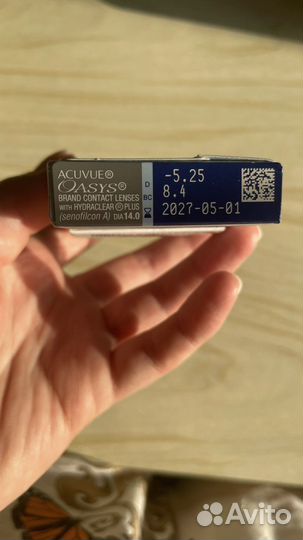 ACUVUE®
OASYS®
BRAND CONTACT LENSES
WITH HYDRACLEAR® PLUS
(senofilcon A) DIA 14.0
D -5.25
BC 8.4
2027-05-01
Avito